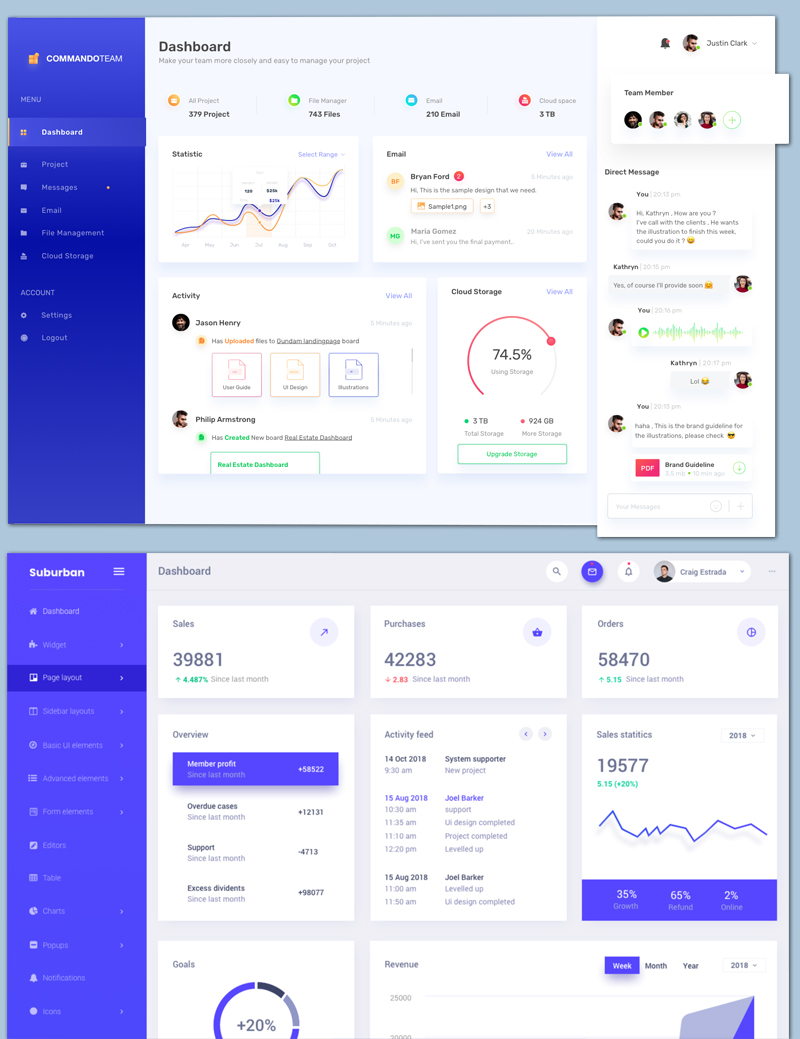 COMMANDOTEAM
MENU
Dashboard
Project
Messages
Email
File Management
Cloud Storage
ACCOUNT
Settings
Logout
Dashboard
Make your team more closely and easy to manage your project
All Project
379 Project
File Manager
743 Files
Email
210 Email
Cloud space
3 TB
Statistic
Select Range
120
$25k
$21k
Apr May Jun Jul Aug Sep Oct
Email
View All
BF
Bryan Ford 2
5 Minutes ago
Hi, This is the sample design that we need.
Sample1.png
+3
MG
Maria Gomez
20 Minutes ago
Hi, I've sent you the final payment..
Activity
View All
Jason Henry
5 Minutes ago
Has Uploaded files to Gundam landingpage board
User Guide
UI Design
Illustrations
Philip Armstrong
5 Minutes ago
Has Created New board Real Estate Dashboard
Real Estate Dashboard
Cloud Storage
View All
74.5%
Using Storage
3 TB
Total Storage
924 GB
More Storage
Upgrade Storage
Justin Clark
Team Member
Direct Message
You | 20:13 pm
Hi, Kathryn , How are you ?
I've call with the clients , He wants
the illustration to finish this week,
could you do it ?
Kathryn | 20:15 pm
Yes, of course I'll provide soon
You | 20:16 pm
Kathryn | 20:17 pm
Lol
You | 20:13 pm
haha , This is the brand guideline for
the illustrations, please check
PDF
Brand Guideline
1.5 mb • 10 min ago
Your Messages
Suburban
Dashboard
Widget
Page layout
Sidebar layouts
Basic UI elements
Advanced elements
Form elements
Editors
Table
Charts
Popups
Notifications
Icons
Dashboard
Craig Estrada
Sales
39881
4.487% Since last month
Purchases
42283
2.83 Since last month
Orders
58470
5.15 Since last month
Overview
Member profit
Since last month
+58522
Overdue cases
Since last month
+12131
Support
Since last month
-4713
Excess dividents
Since last month
+98077
Activity feed
14 Oct 2018 System supporter
9:30 am New project
15 Aug 2018 Joel Barker
10:30 am support
11:35 am Ui design completed
11:10 am Project completed
12:20 pm Levelled up
15 Aug 2018 Joel Barker
11:00 am Levelled up
11:50 am Ui design completed
Sales statitics
2018
19577
5.15 (+20%)
35%
Growth
65%
Refund
2%
Online
Goals
+20%
Revenue
Week
Month
Year
2018
25000
20000